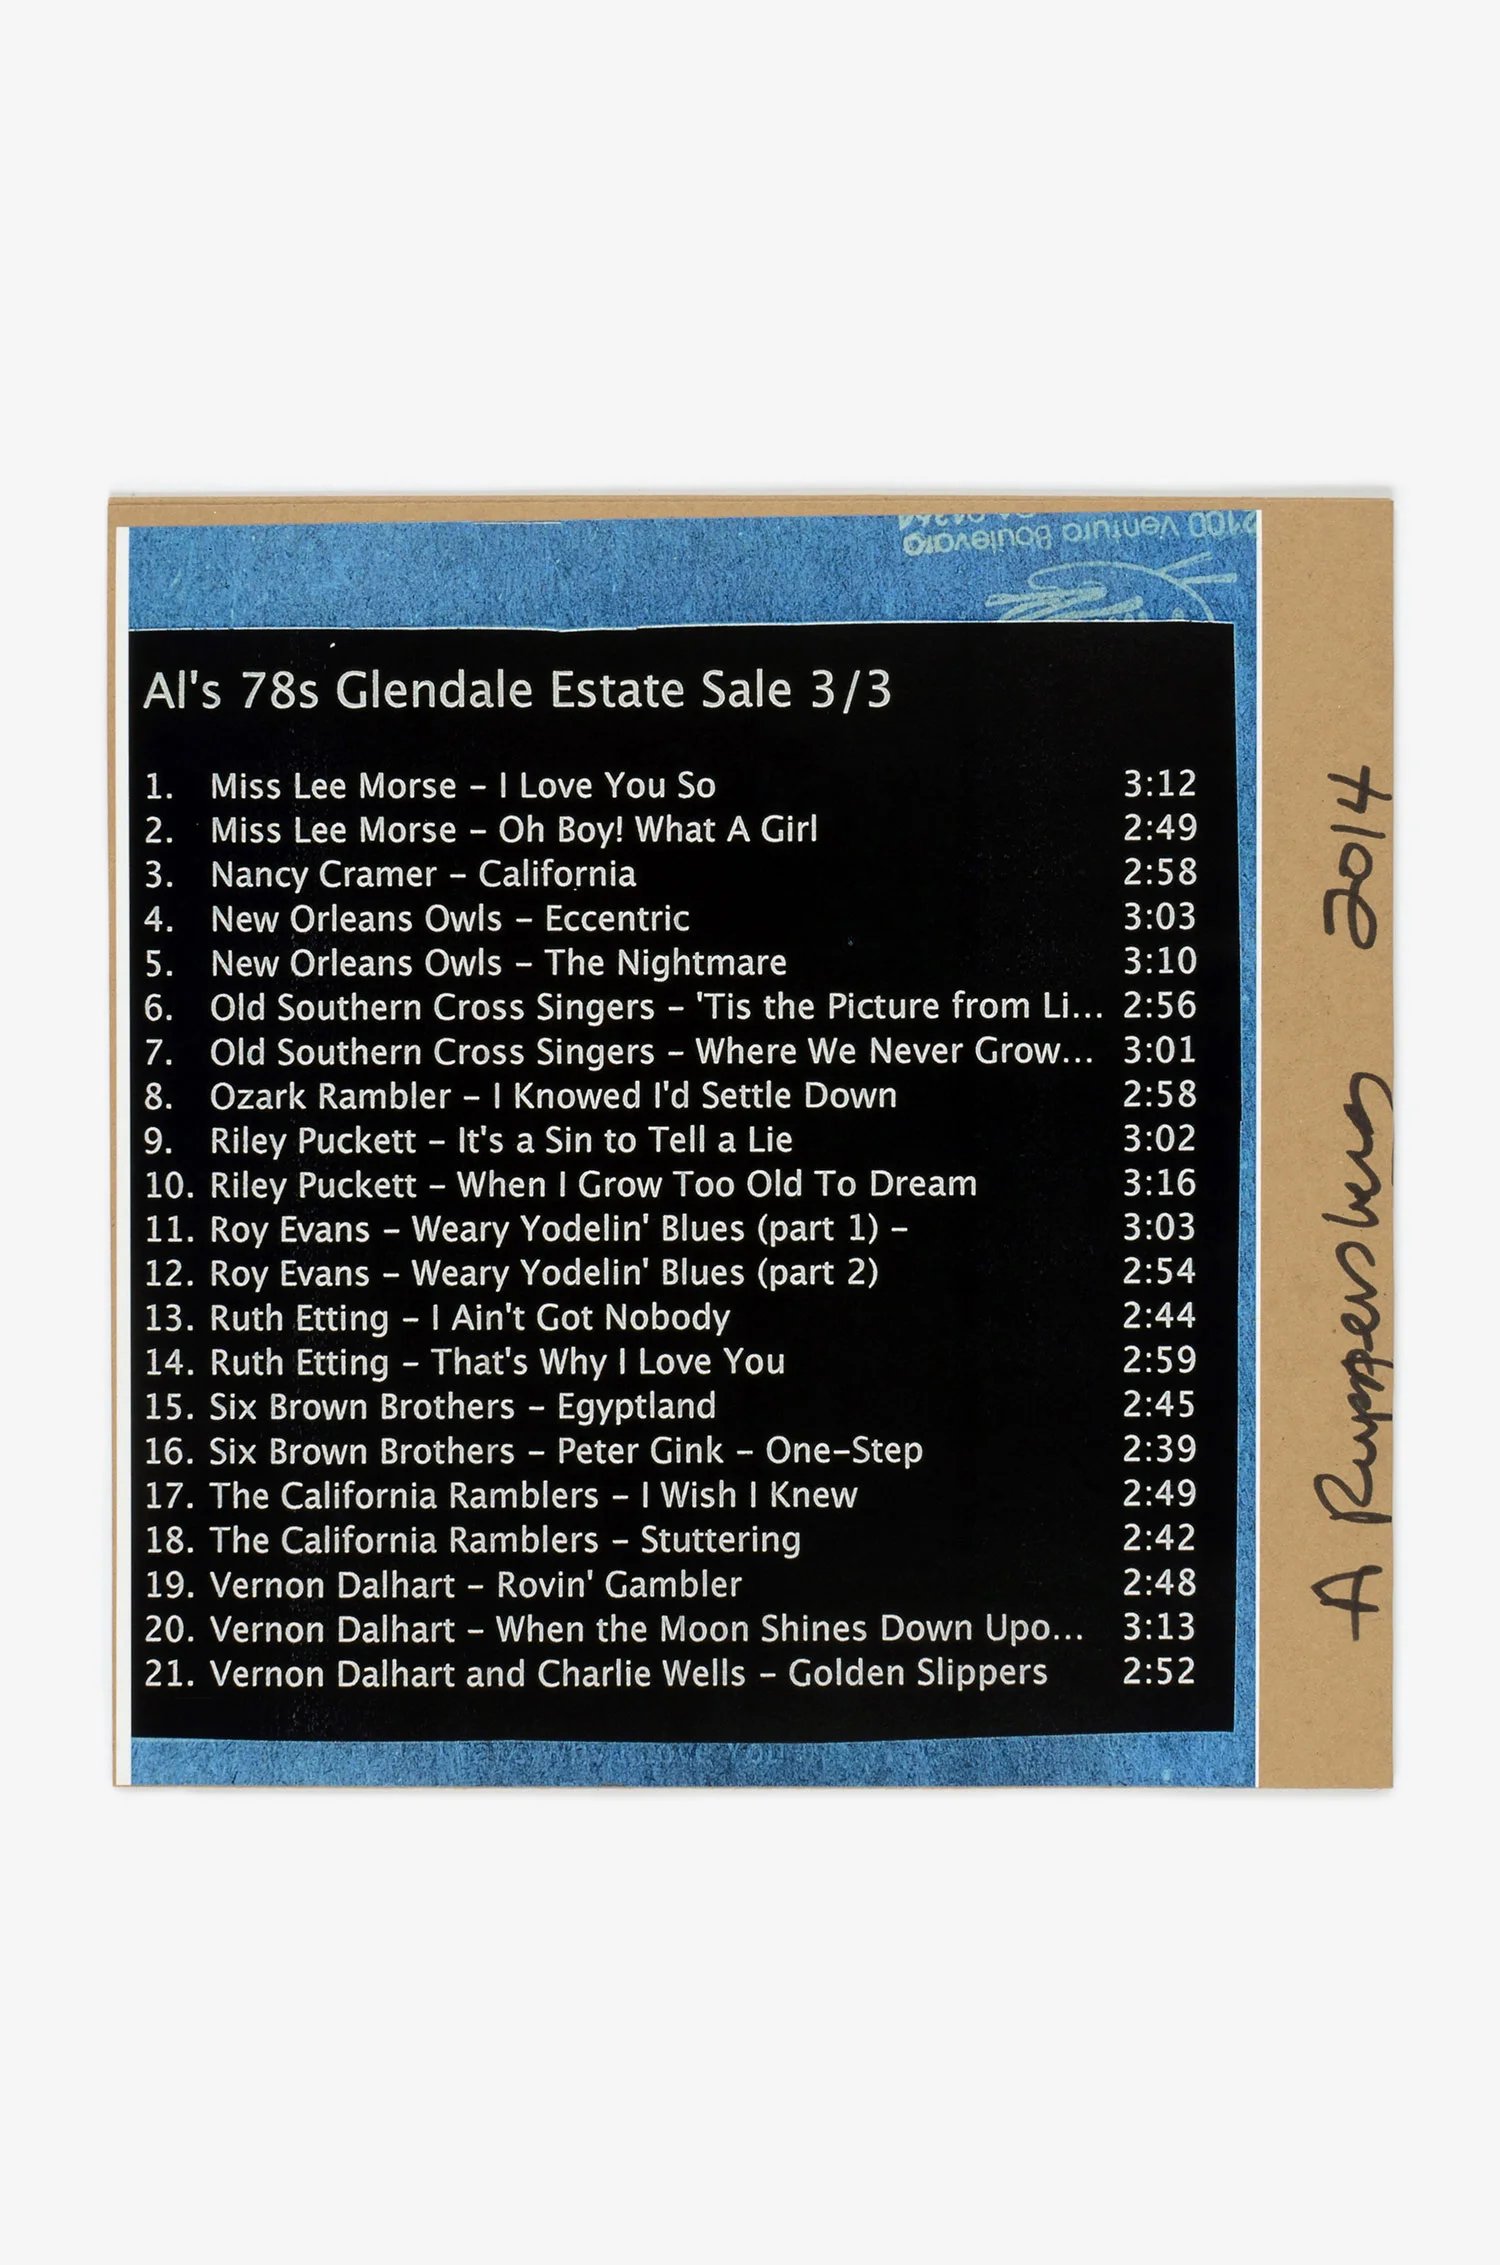 2100 Ventura Boulevard
Al's 78s Glendale Estate Sale 3/3
1. Miss Lee Morse – I Love You So 3:12
2. Miss Lee Morse – Oh Boy! What A Girl 2:49
3. Nancy Cramer – California 2:58
4. New Orleans Owls – Eccentric 3:03
5. New Orleans Owls – The Nightmare 3:10
6. Old Southern Cross Singers – 'Tis the Picture from Li... 2:56
7. Old Southern Cross Singers – Where We Never Grow... 3:01
8. Ozark Rambler – I Knowed I'd Settle Down 2:58
9. Riley Puckett – It's a Sin to Tell a Lie 3:02
10. Riley Puckett – When I Grow Too Old To Dream 3:16
11. Roy Evans – Weary Yodelin' Blues (part 1) – 3:03
12. Roy Evans – Weary Yodelin' Blues (part 2) 2:54
13. Ruth Etting – I Ain't Got Nobody 2:44
14. Ruth Etting – That's Why I Love You 2:59
15. Six Brown Brothers – Egyptland 2:45
16. Six Brown Brothers – Peter Gink – One–Step 2:39
17. The California Ramblers – I Wish I Knew 2:49
18. The California Ramblers – Stuttering 2:42
19. Vernon Dalhart – Rovin' Gambler 2:48
20. Vernon Dalhart – When the Moon Shines Down Upo... 3:13
21. Vernon Dalhart and Charlie Wells – Golden Slippers 2:52
A Ruppersberg 2014